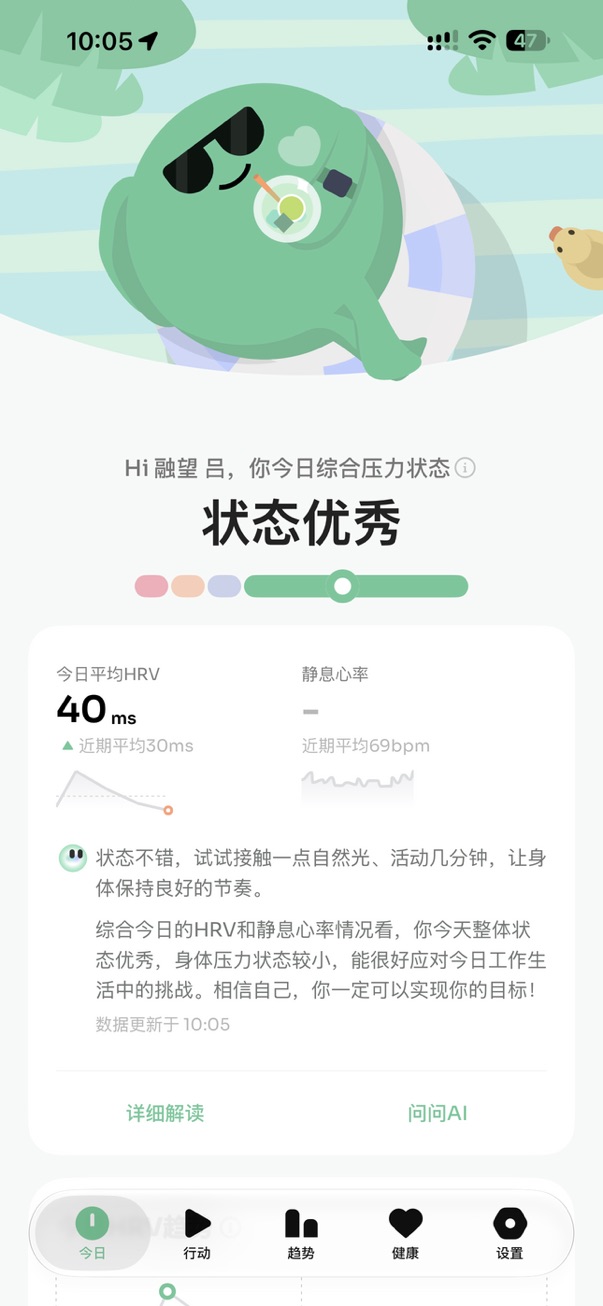 10:05
47
Hi 融望 吕，你今日综合压力状态
状态优秀
今日平均HRV
静息心率
40 ms
–
近期平均30ms
近期平均69bpm
状态不错，试试接触一点自然光、活动几分钟，让身
体保持良好的节奏。
综合今日的HRV和静息心率情况看，你今天整体状
态优秀，身体压力状态较小，能很好应对今日工作生
活中的挑战。相信自己，你一定可以实现你的目标！
数据更新于 10:05
详细解读
问问AI
今日
行动
趋势
健康
设置